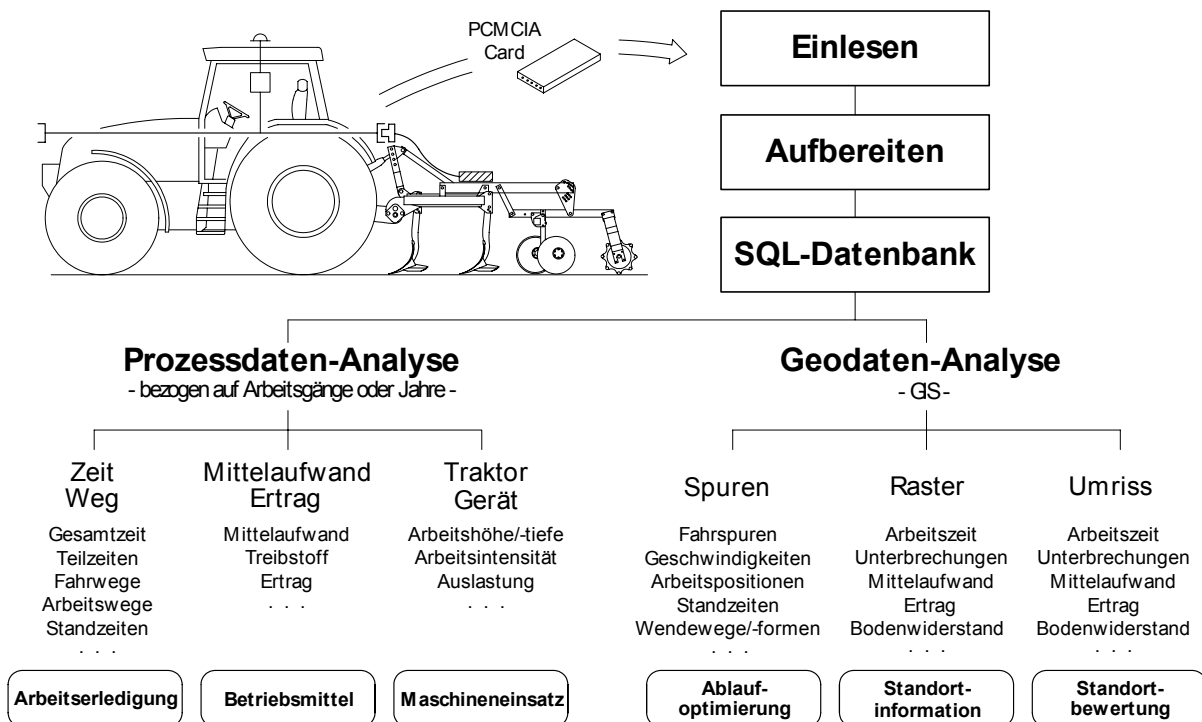 PCMCIA
Card
Einlesen
Aufbereiten
SQL-Datenbank
Prozessdaten-Analyse
- bezogen auf Arbeitsgänge oder Jahre -
Geodaten-Analyse
- GIS -
Zeit
Weg
Gesamtzeit
Teilzeiten
Fahrwege
Arbeitswege
Standzeiten
. . .
Arbeitserledigung
Mittelaufwand
Ertrag
Mittelaufwand
Treibstoff
Ertrag
. . .
Betriebsmittel
Traktor
Gerät
Arbeitshöhe/-tiefe
Arbeitsintensität
Auslastung
. . .
Maschineneinsatz
Spuren
Fahrspuren
Geschwindigkeiten
Arbeitspositionen
Standzeiten
Wendewege/-formen
. . .
Ablauf-
optimierung
Raster
Arbeitszeit
Unterbrechungen
Mittelaufwand
Ertrag
Bodenwiderstand
. . .
Standort-
information
Umriss
Arbeitszeit
Unterbrechungen
Mittelaufwand
Ertrag
Bodenwiderstand
. . .
Standort-
bewertung